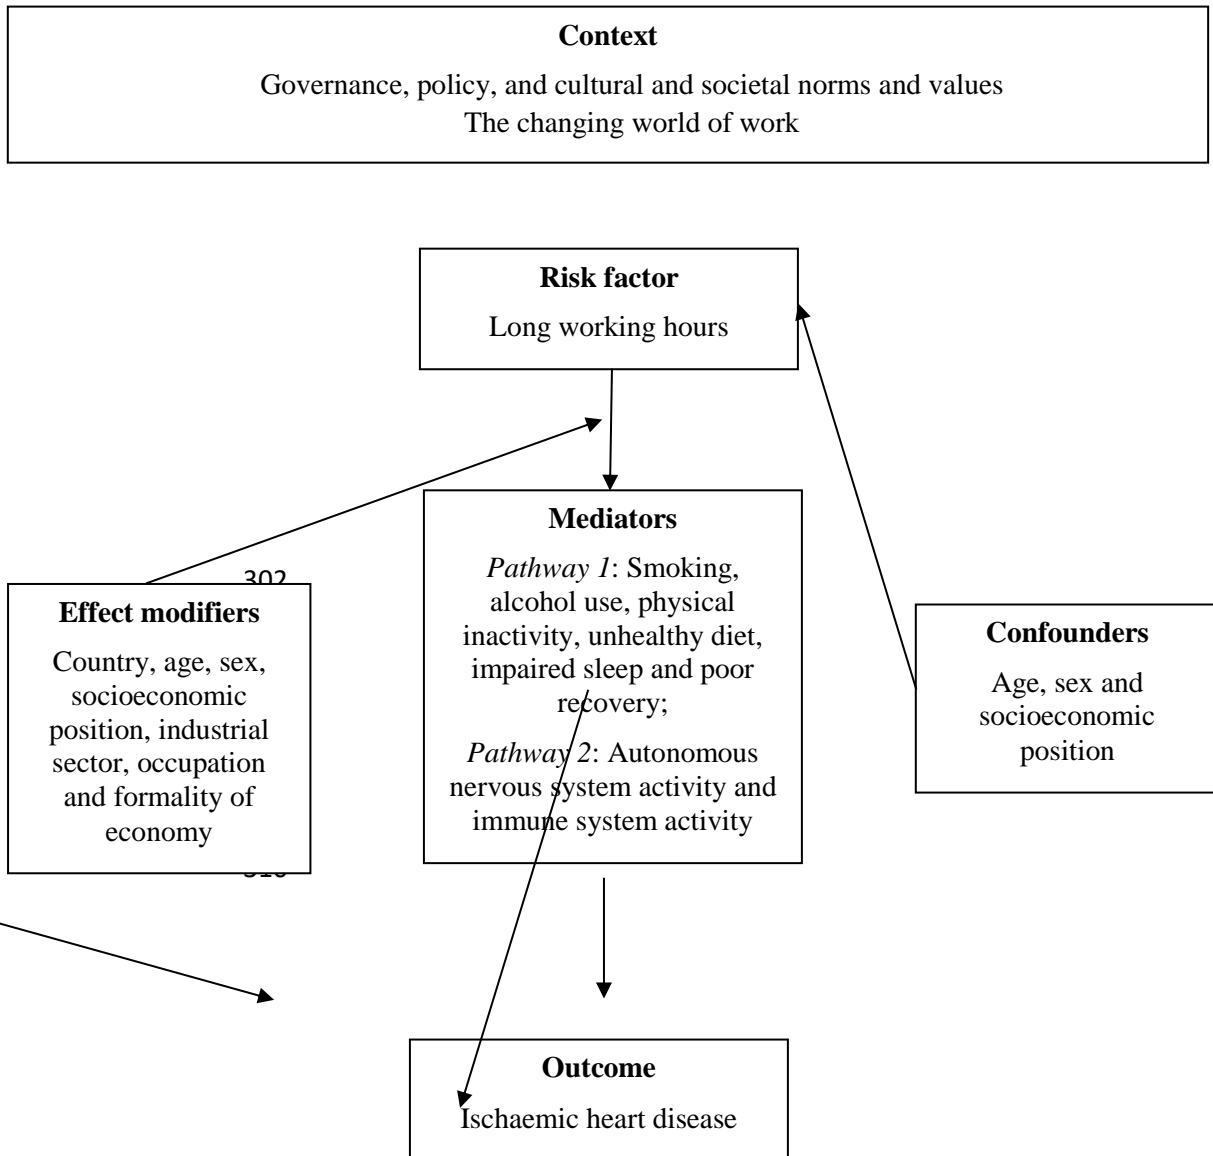 Context
Governance, policy, and cultural and societal norms and values
The changing world of work
Risk factor
Long working hours
Mediators
Pathway 1: Smoking,
alcohol use, physical
inactivity, unhealthy diet,
impaired sleep and poor
recovery;
Pathway 2: Autonomous
nervous system activity and
immune system activity
302
Effect modifiers
Country, age, sex,
socioeconomic
position, industrial
sector, occupation
and formality of
economy
Confounders
Age, sex and
socioeconomic
position
Outcome
Ischaemic heart disease